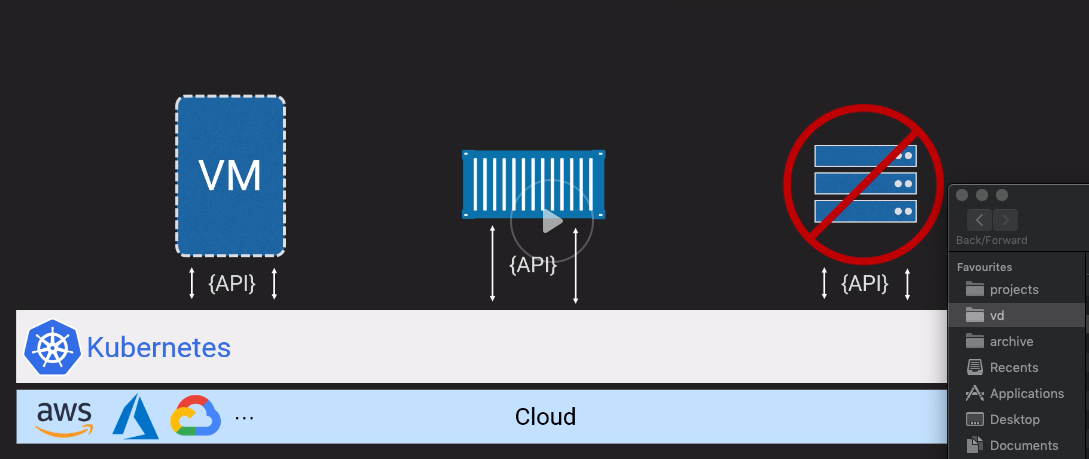 VM
{API}
{API}
{API}
Kubernetes
aws
...
Cloud
Back/Forward
Favourites
projects
vd
archive
Recents
Applications
Desktop
Documents